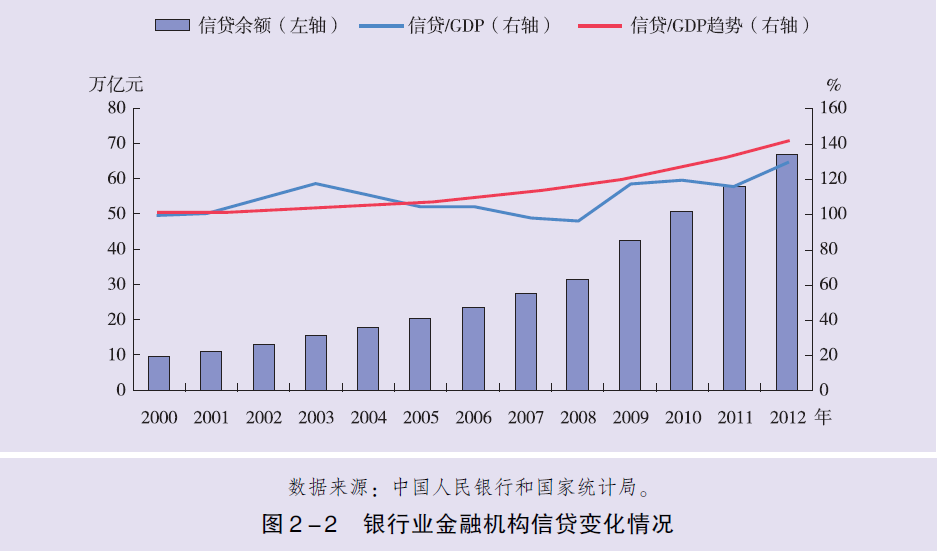 信贷余额（左轴） 信贷/GDP（右轴） 信贷/GDP趋势（右轴）
万亿元 %
80 160
70 140
60 120
50 100
40 80
30 60
20 40
10 20
0 0
2000 2001 2002 2003 2004 2005 2006 2007 2008 2009 2010 2011 2012 年
数据来源：中国人民银行和国家统计局。
图2-2 银行业金融机构信贷变化情况